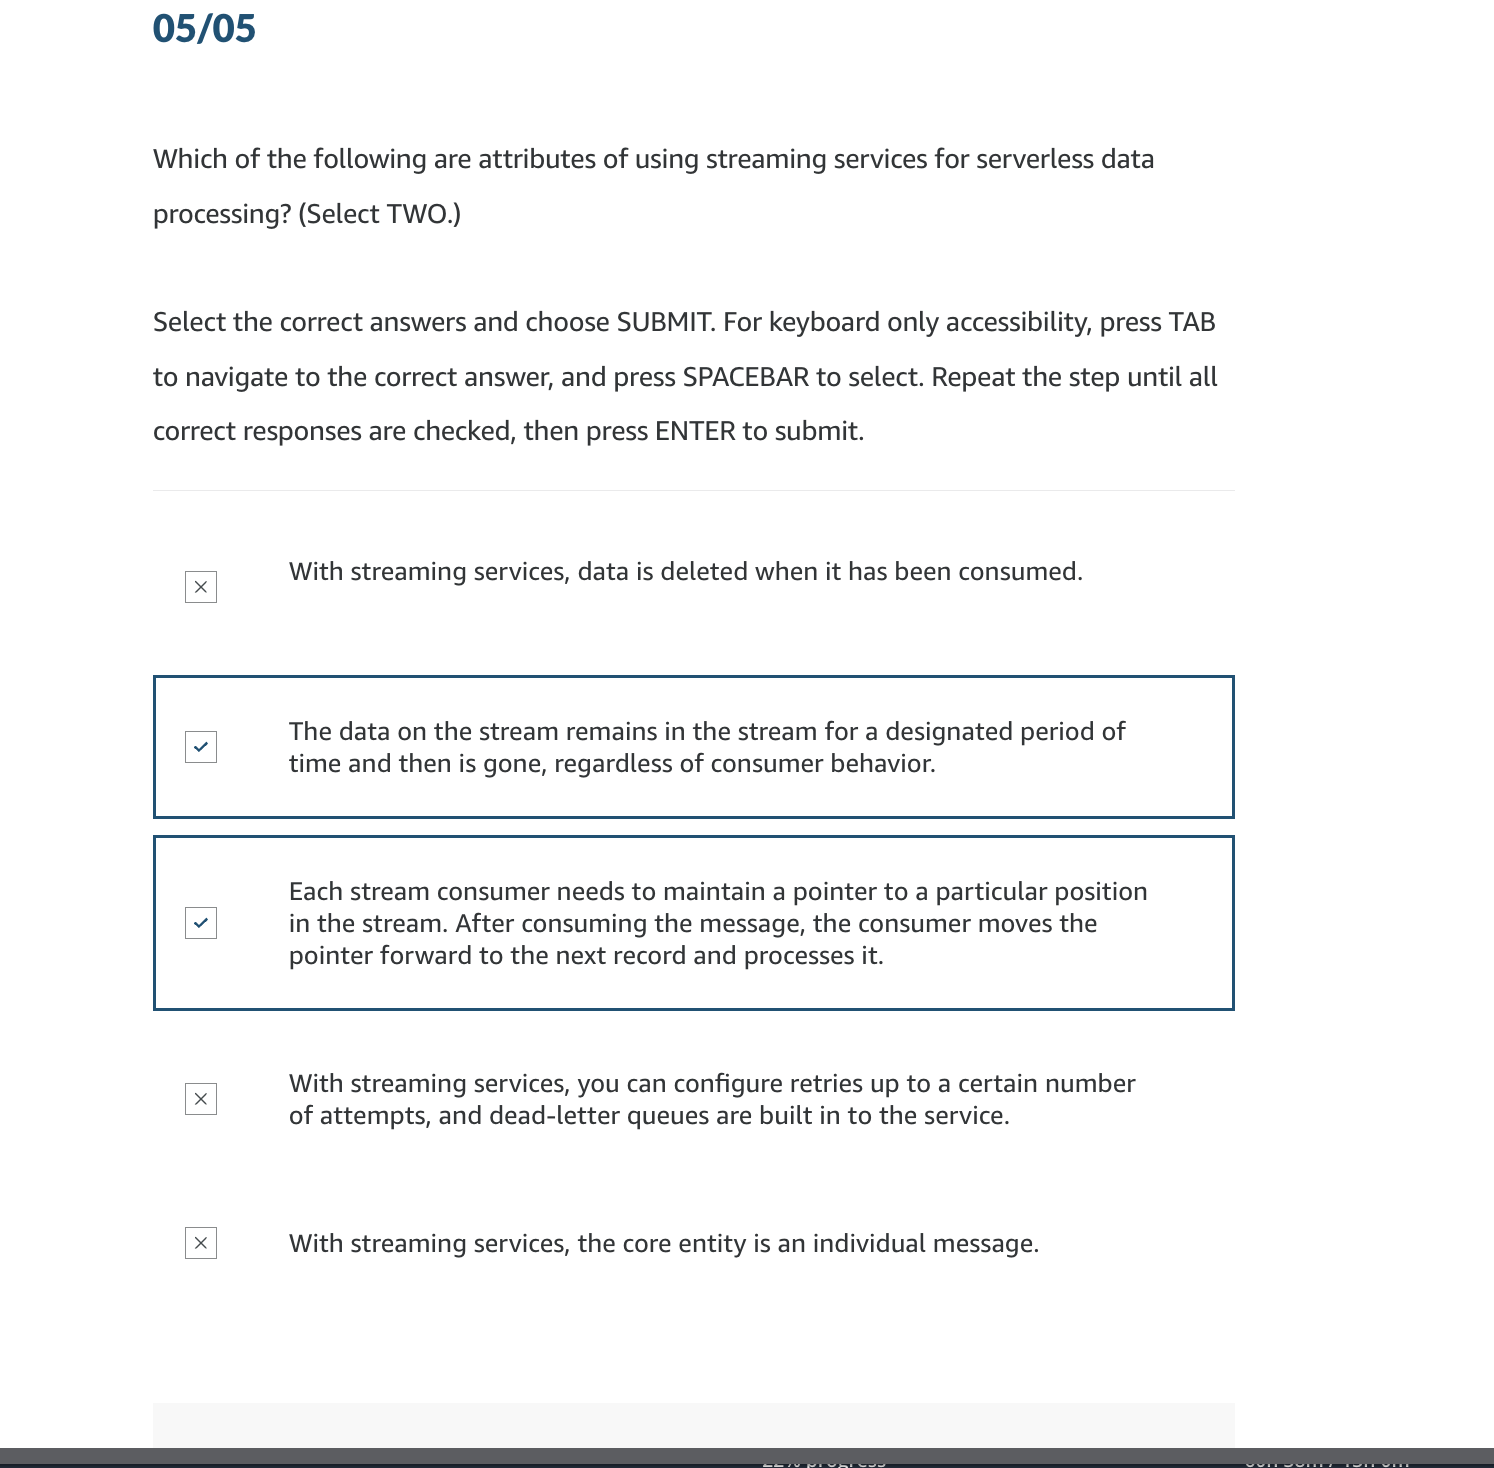 05/05
Which of the following are attributes of using streaming services for serverless data
processing? (Select TWO.)
Select the correct answers and choose SUBMIT. For keyboard only accessibility, press TAB
to navigate to the correct answer, and press SPACEBAR to select. Repeat the step until all
correct responses are checked, then press ENTER to submit.
With streaming services, data is deleted when it has been consumed.
The data on the stream remains in the stream for a designated period of
time and then is gone, regardless of consumer behavior.
Each stream consumer needs to maintain a pointer to a particular position
in the stream. After consuming the message, the consumer moves the
pointer forward to the next record and processes it.
With streaming services, you can configure retries up to a certain number
of attempts, and dead-letter queues are built in to the service.
With streaming services, the core entity is an individual message.
22% progress